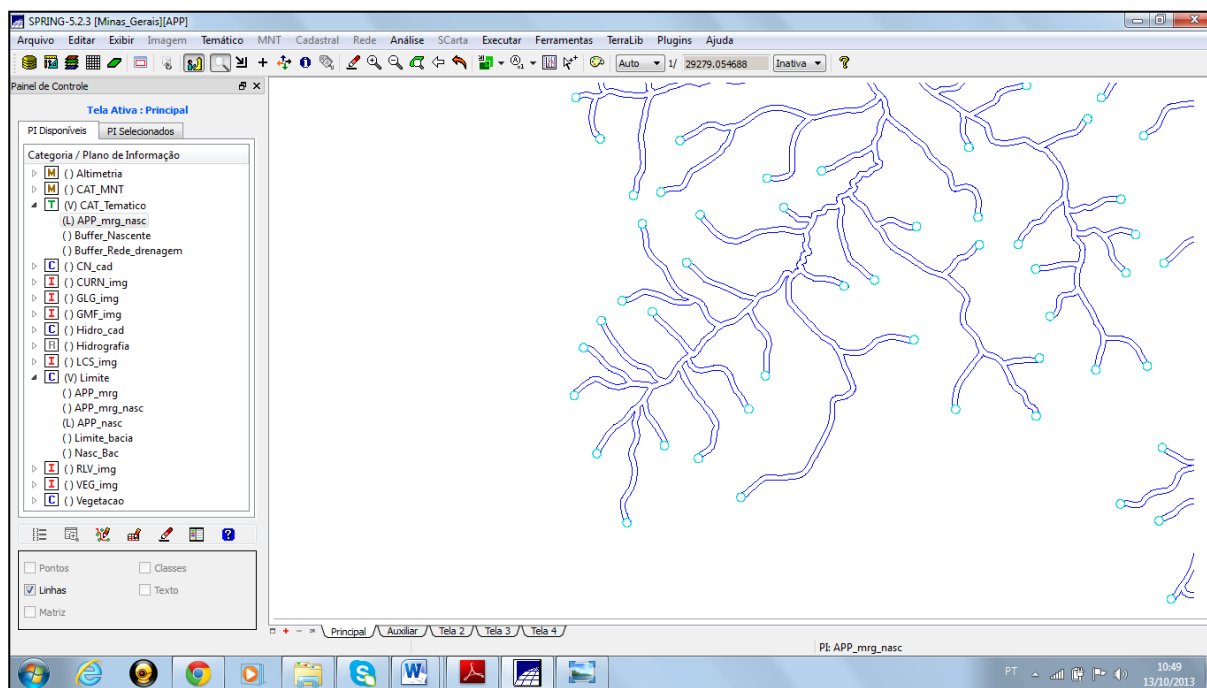 SPRING-5.2.3 [Minas_Gerais][APP]
Arquivo Editar Exibir Imagem Temático MNT Cadastral Rede Análise SCarta Executar Ferramentas TerraLib Plugins Ajuda
Auto 1/ 29279.054688 Inativa
Painel de Controle
Tela Ativa : Principal
PI Disponíveis PI Selecionados
Categoria / Plano de Informação
M () Altimetria
M () CAT_MNT
T (V) CAT_Tematico
(L) APP_mrg_nasc
() Buffer_Nascente
() Buffer_Rede_drenagem
C () CN_cad
I () CURN_img
I () GLG_img
I () GMF_img
C () Hidro_cad
R () Hidrografia
I () LCS_img
C (V) Limite
() APP_mrg
() APP_mrg_nasc
(L) APP_nasc
() Limite_bacia
() Nasc_Bac
I () RLV_img
I () VEG_img
C () Vegetacao
Pontos Classes
Linhas Texto
Matriz
Principal Auxiliar Tela 2 Tela 3 Tela 4
PI: APP_mrg_nasc
PT 10:49
13/10/2013